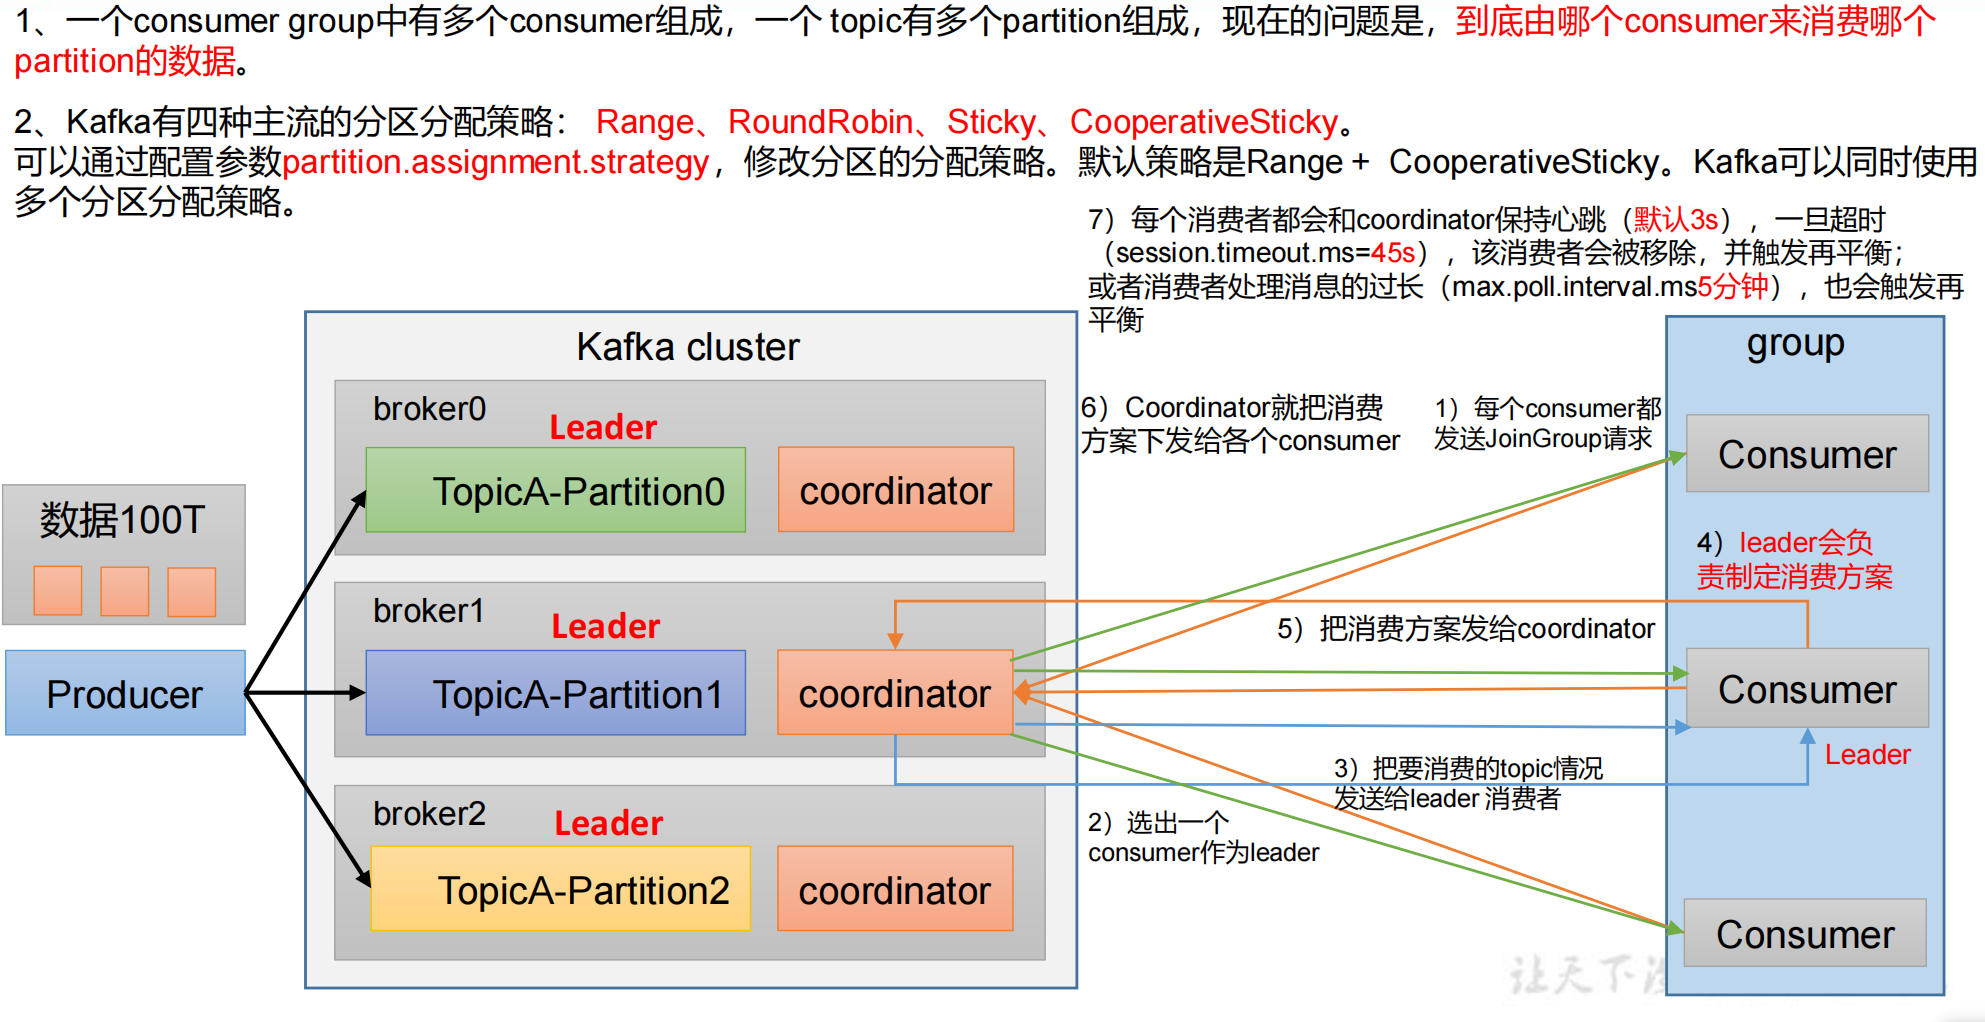 1、一个consumer group中有多个consumer组成，一个 topic有多个partition组成，现在的问题是，到底由哪个consumer来消费哪个
partition的数据。
2、Kafka有四种主流的分区分配策略： Range、RoundRobin、Sticky、CooperativeSticky。
可以通过配置参数partition.assignment.strategy，修改分区的分配策略。默认策略是Range + CooperativeSticky。Kafka可以同时使用
多个分区分配策略。
7）每个消费者都会和coordinator保持心跳（默认3s），一旦超时
（session.timeout.ms=45s），该消费者会被移除，并触发再平衡；
或者消费者处理消息的过长（max.poll.interval.ms5分钟），也会触发再
平衡
Kafka cluster
group
broker0
Leader
TopicA-Partition0
coordinator
6）Coordinator就把消费
方案下发给各个consumer
1）每个consumer都
发送JoinGroup请求
Consumer
数据100T
4）leader会负
责制定消费方案
broker1
Leader
5）把消费方案发给coordinator
Producer
TopicA-Partition1
coordinator
Consumer
Leader
3）把要消费的topic情况
发送给leader 消费者
broker2
Leader
2）选出一个
consumer作为leader
TopicA-Partition2
coordinator
Consumer
让天下没